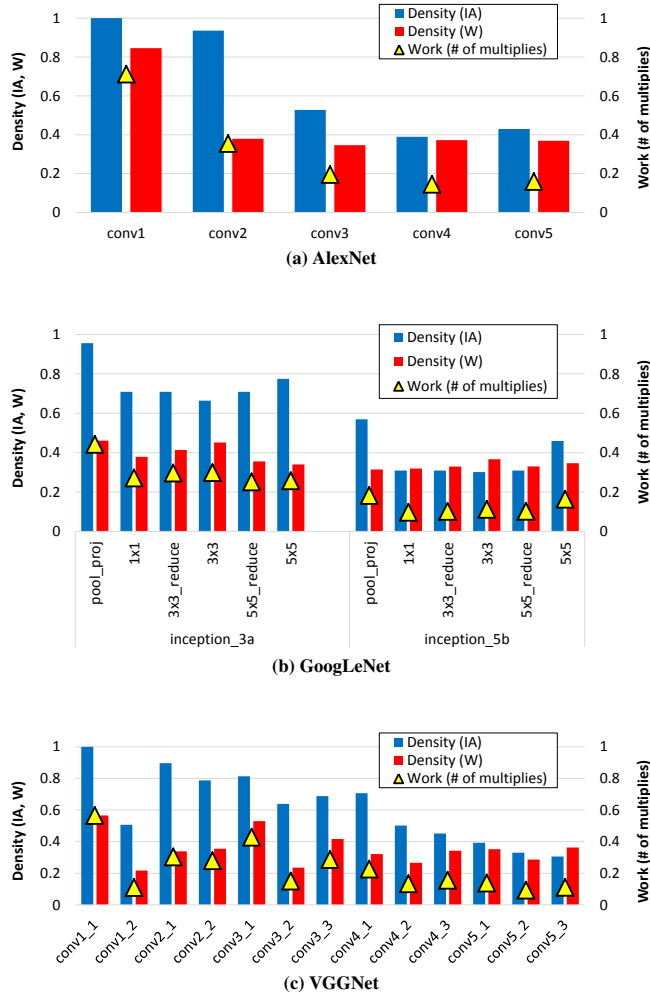 Density (IA, W)
1
0.8
0.6
0.4
0.2
0
Density (IA)
Density (W)
Work (# of multiplies)
1
0.8
0.6
0.4
0.2
0
Work (# of multiplies)
conv1 conv2 conv3 conv4 conv5
(a) AlexNet
Density (IA, W)
1
0.8
0.6
0.4
0.2
0
Density (IA)
Density (W)
Work (# of multiplies)
1
0.8
0.6
0.4
0.2
0
Work (# of multiplies)
pool_proj 1x1 3x3_reduce 3x3 5x5_reduce 5x5 pool_proj 1x1 3x3_reduce 3x3 5x5_reduce 5x5
inception_3a inception_5b
(b) GoogLeNet
Density (IA, W)
1
0.8
0.6
0.4
0.2
0
Density (IA)
Density (W)
Work (# of multiplies)
1
0.8
0.6
0.4
0.2
0
Work (# of multiplies)
conv1_1 conv1_2 conv2_1 conv2_2 conv3_1 conv3_2 conv3_3 conv4_1 conv4_2 conv4_3 conv5_1 conv5_2 conv5_3
(c) VGGNet